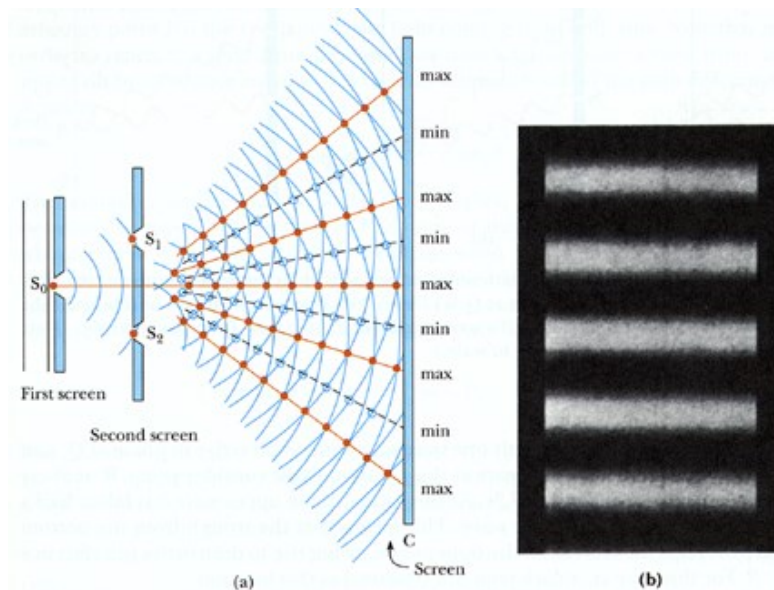 max
min
max
min
max
min
max
min
max
S0
S1
S2
First screen
Second screen
C
Screen
(a)
(b)